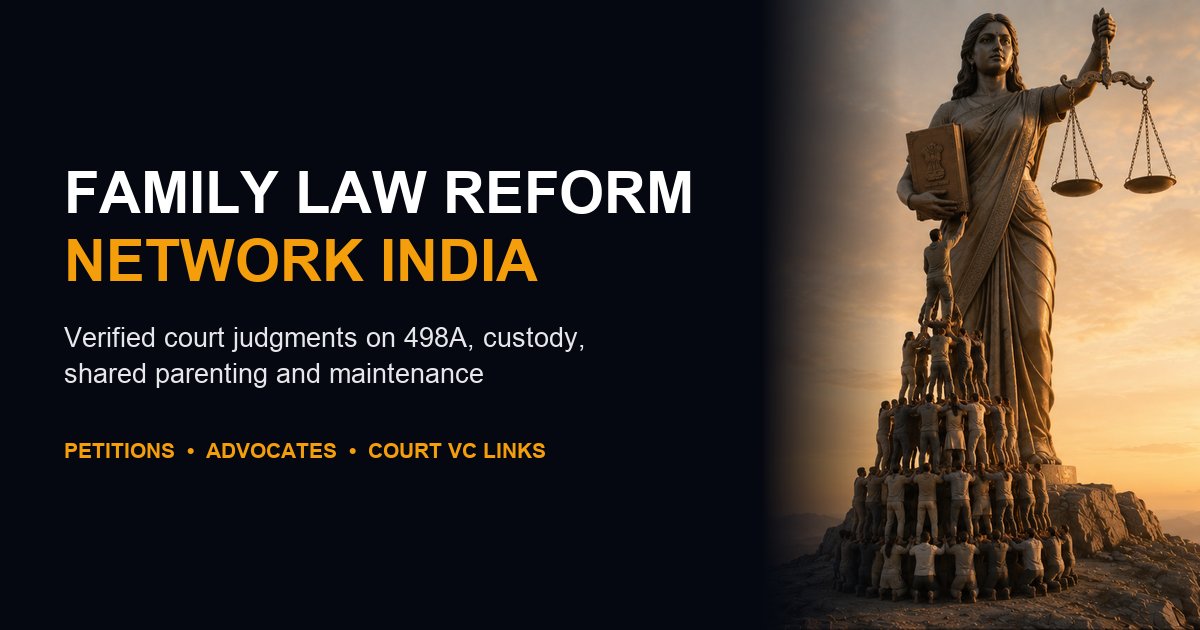 FAMILY LAW REFORM
NETWORK INDIA
Verified court judgments on 498A, custody,
shared parenting and maintenance
PETITIONS • ADVOCATES • COURT VC LINKS